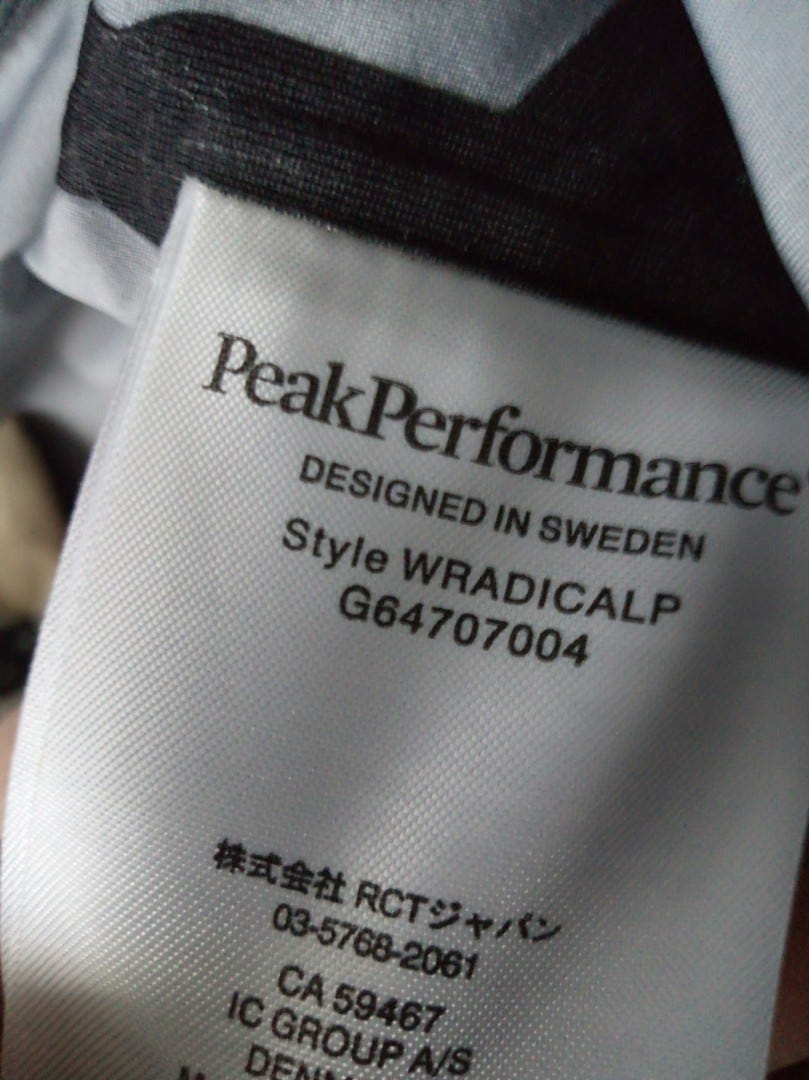 PeakPerformance
DESIGNED IN SWEDEN
Style WRADICALP
G64707004
株式会社 RCTジャパン
03-5768-2061
CA 59467
IC GROUP A/S